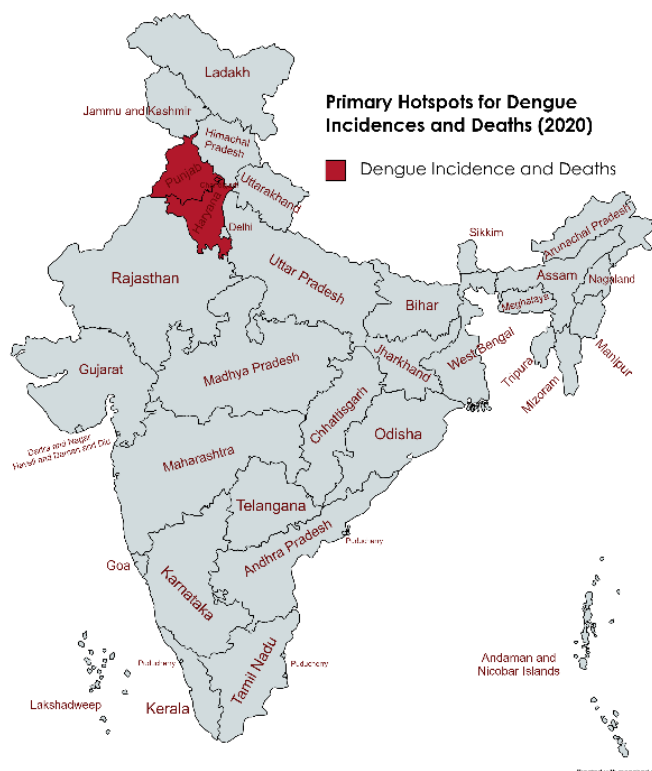 Ladakh
Primary Hotspots for Dengue
Incidences and Deaths (2020)
Jammu and Kashmir
Himachal
Pradesh
Dengue Incidence and Deaths
Punjab
Uttarakhand
Haryana
Delhi
Sikkim
Arunachal Pradesh
Rajasthan
Uttar Pradesh
Assam
Nagaland
Bihar
Meghalaya
Gujarat
Madhya Pradesh
Jharkhand
West Bengal
Tripura
Manipur
Mizoram
Chhattisgarh
Odisha
Dadra and Nagar
Haveli and Daman and Diu
Maharashtra
Telangana
Andhra Pradesh
Puducherry
Goa
Karnataka
Puducherry
Tamil Nadu
Puducherry
Andaman and
Nicobar Islands
Lakshadweep
Kerala